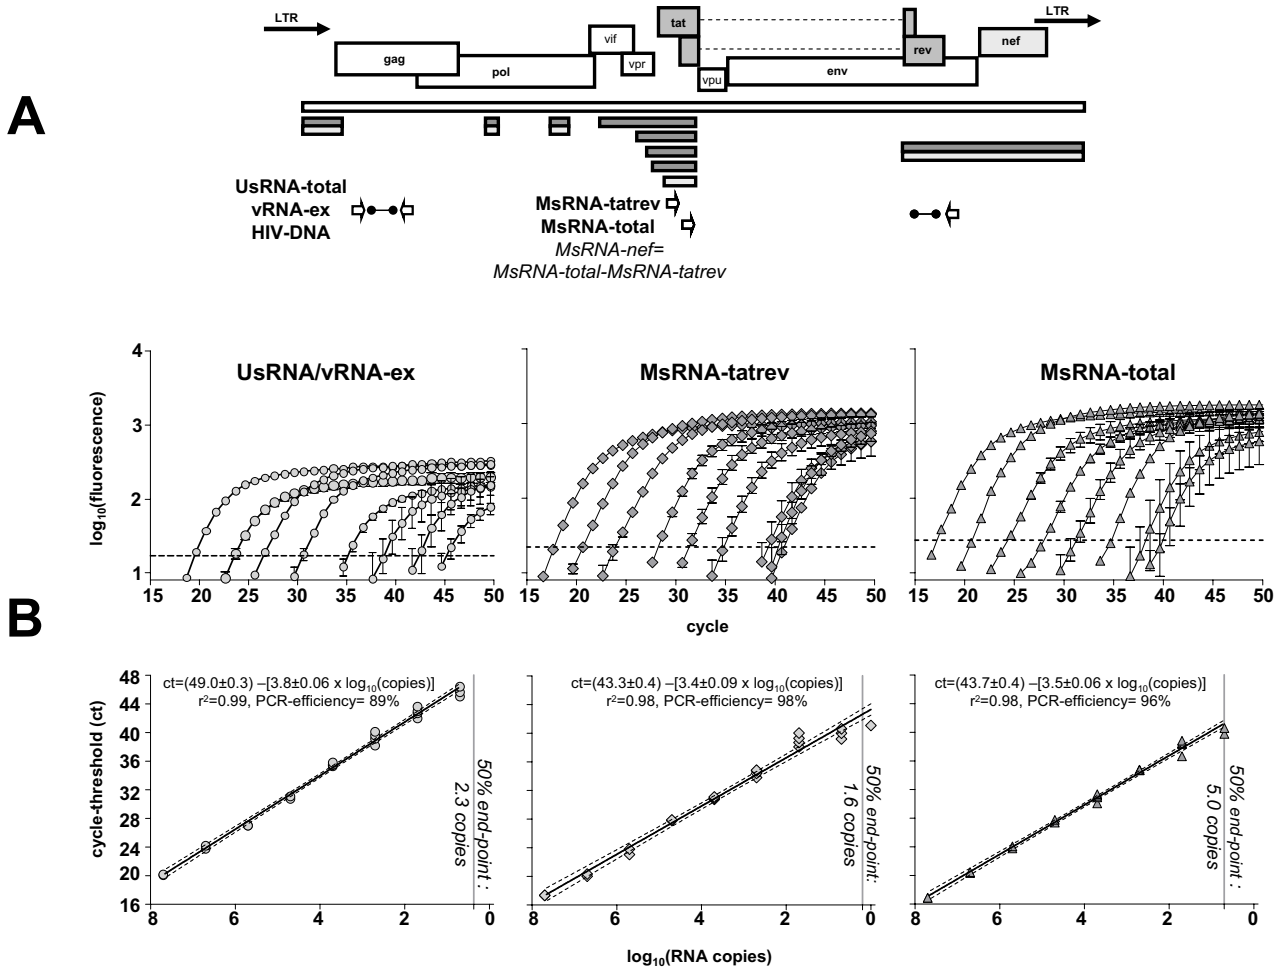 LTR
LTR
tat
vif
gag
vpr
pol
vpu
env
rev
nef
A
UsRNA-total
vRNA-ex
HIV-DNA
MsRNA-tatrev
MsRNA-total
MsRNA-nef=
MsRNA-total-MsRNA-tatrev
UsRNA/vRNA-ex
MsRNA-tatrev
MsRNA-total
log10(fluorescence)
4
3
2
1
15 20 25 30 35 40 45 50
15 20 25 30 35 40 45 50
15 20 25 30 35 40 45 50
cycle
B
cycle-threshold (ct)
48
44
40
36
32
28
24
20
16
ct=(49.0±0.3) –[3.8±0.06 x log10(copies)]
r²=0.99, PCR-efficiency= 89%
50% end-point :
2.3 copies
ct=(43.3±0.4) –[3.4±0.09 x log10(copies)]
r²=0.98, PCR-efficiency= 98%
50% end-point:
1.6 copies
ct=(43.7±0.4) –[3.5±0.06 x log10(copies)]
r²=0.98, PCR-efficiency= 96%
50% end-point :
5.0 copies
8 6 4 2 0
8 6 4 2 0
8 6 4 2 0
log10(RNA copies)